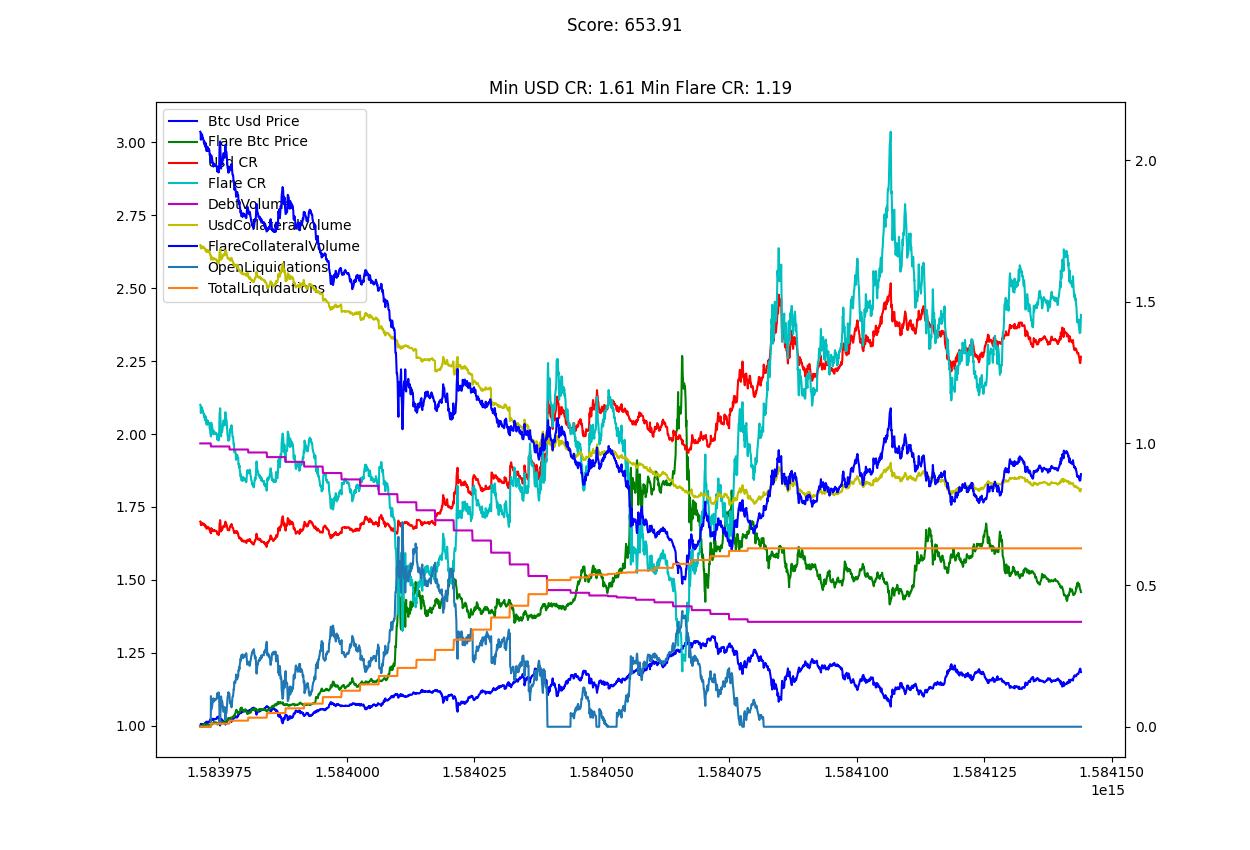 Score: 653.91
Min USD CR: 1.61 Min Flare CR: 1.19
Btc Usd Price
Flare Btc Price
Usd CR
Flare CR
DebtVolume
UsdCollateralVolume
FlareCollateralVolume
OpenLiquidations
TotalLiquidations
3.00
2.75
2.50
2.25
2.00
1.75
1.50
1.25
1.00
2.0
1.5
1.0
0.5
0.0
1.583975 1.584000 1.584025 1.584050 1.584075 1.584100 1.584125 1.584150
1e15